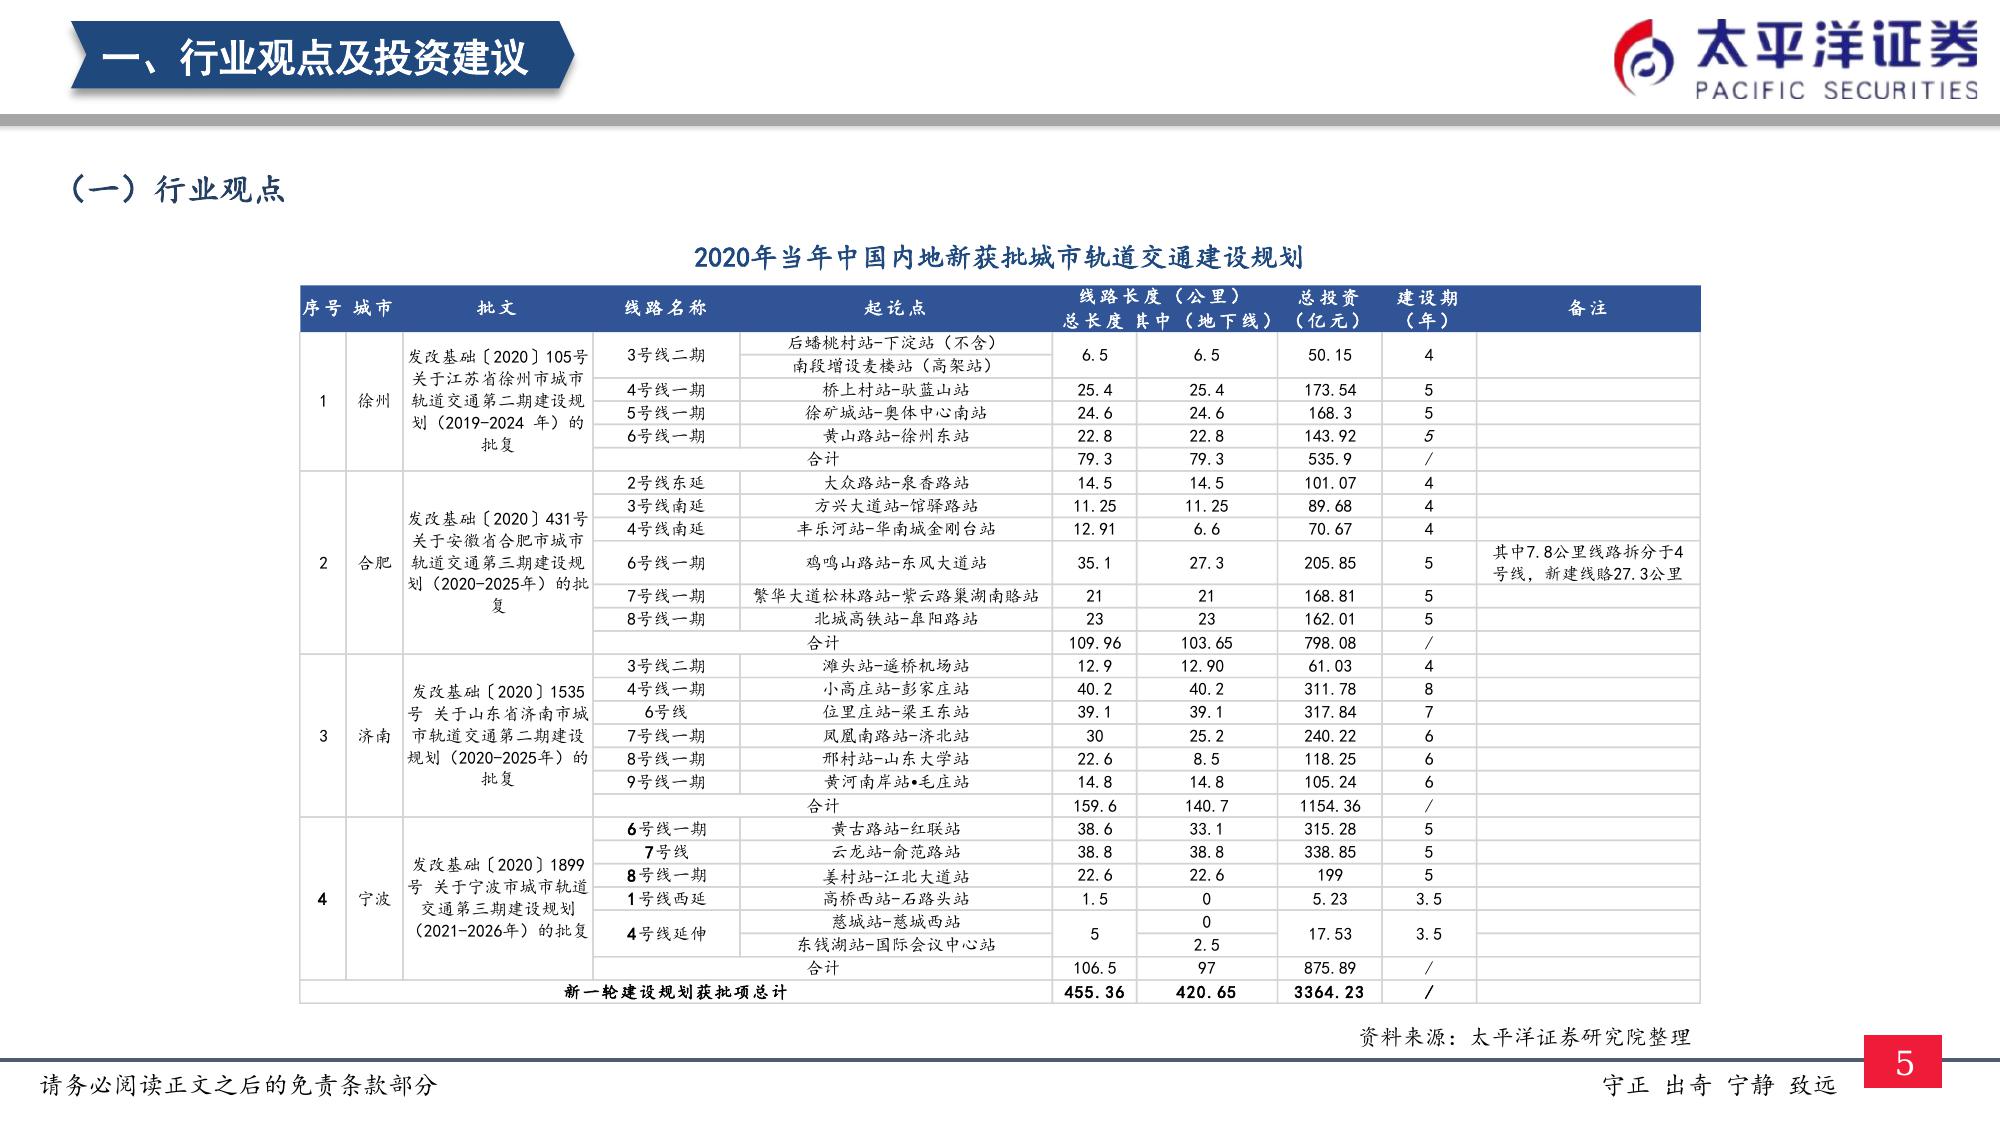 一、行业观点及投资建议
太平洋证券
PACIFIC SECURITIES
（一）行业观点
2020年当年中国内地新获批城市轨道交通建设规划
序号 城市 批文 线路名称 起讫点 线路长度（公里） 总投资 建设期 备注
总长度 其中（地下线） （亿元） （年）
1 徐州 发改基础〔2020〕105号
关于江苏省徐州市城市
轨道交通第二期建设规
划（2019-2024 年）的
批复
3号线二期 后蟠桃村站-下淀站（不含） 6.5 6.5 50.15 4
南段增设麦楼站（高架站）
4号线一期 桥上村站-驮蓝山站 25.4 25.4 173.54 5
5号线一期 徐矿城站-奥体中心南站 24.6 24.6 168.3 5
6号线一期 黄山路站-徐州东站 22.8 22.8 143.92 5
合计 79.3 79.3 535.9 /
2 合肥 发改基础〔2020〕431号
关于安徽省合肥市城市
轨道交通第三期建设规
划（2020-2025年）的批
复
2号线东延 大众路站-泉香路站 14.5 14.5 101.07 4
3号线南延 方兴大道站-馆驿路站 11.25 11.25 89.68 4
4号线南延 丰乐河站-华南城金刚台站 12.91 6.6 70.67 4
6号线一期 鸡鸣山路站-东风大道站 35.1 27.3 205.85 5 其中7.8公里线路拆分于4
号线，新建线賂27.3公里
7号线一期 繁华大道松林路站-紫云路巢湖南賂站 21 21 168.81 5
8号线一期 北城高铁站-阜阳路站 23 23 162.01 5
合计 109.96 103.65 798.08 /
3 济南 发改基础〔2020〕1535
号 关于山东省济南市城
市轨道交通第二期建设
规划（2020-2025年）的
批复
3号线二期 滩头站-遥桥机场站 12.9 12.90 61.03 4
4号线一期 小高庄站-彭家庄站 40.2 40.2 311.78 8
6号线 位里庄站-梁王东站 39.1 39.1 317.84 7
7号线一期 凤凰南路站-济北站 30 25.2 240.22 6
8号线一期 邢村站-山东大学站 22.6 8.5 118.25 6
9号线一期 黄河南岸站•毛庄站 14.8 14.8 105.24 6
合计 159.6 140.7 1154.36 /
4 宁波 发改基础〔2020〕1899
号 关于宁波市城市轨道
交通第三期建设规划
（2021-2026年）的批复
6号线一期 黄古路站-红联站 38.6 33.1 315.28 5
7号线 云龙站-俞范路站 38.8 38.8 338.85 5
8号线一期 姜村站-江北大道站 22.6 22.6 199 5
1号线西延 高桥西站-石路头站 1.5 0 5.23 3.5
4号线延伸 慈城站-慈城西站 5 0 17.53 3.5
东钱湖站-国际会议中心站 2.5
合计 106.5 97 875.89 /
新一轮建设规划获批项总计 455.36 420.65 3364.23 /
资料来源：太平洋证券研究院整理
请务必阅读正文之后的免责条款部分
守正 出奇 宁静 致远
5